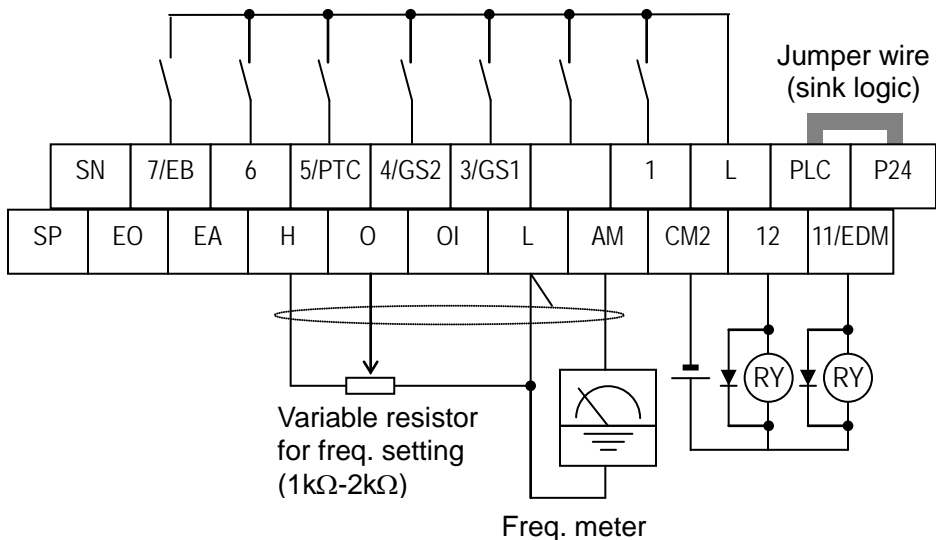 Jumper wire
(sink logic)
SN 7/EB 6 5/PTC 4/GS2 3/GS1 1 L PLC P24
SP EO EA H O OI L AM CM2 12 11/EDM
RY RY
Variable resistor
for freq. setting
(1kΩ-2kΩ)
Freq. meter